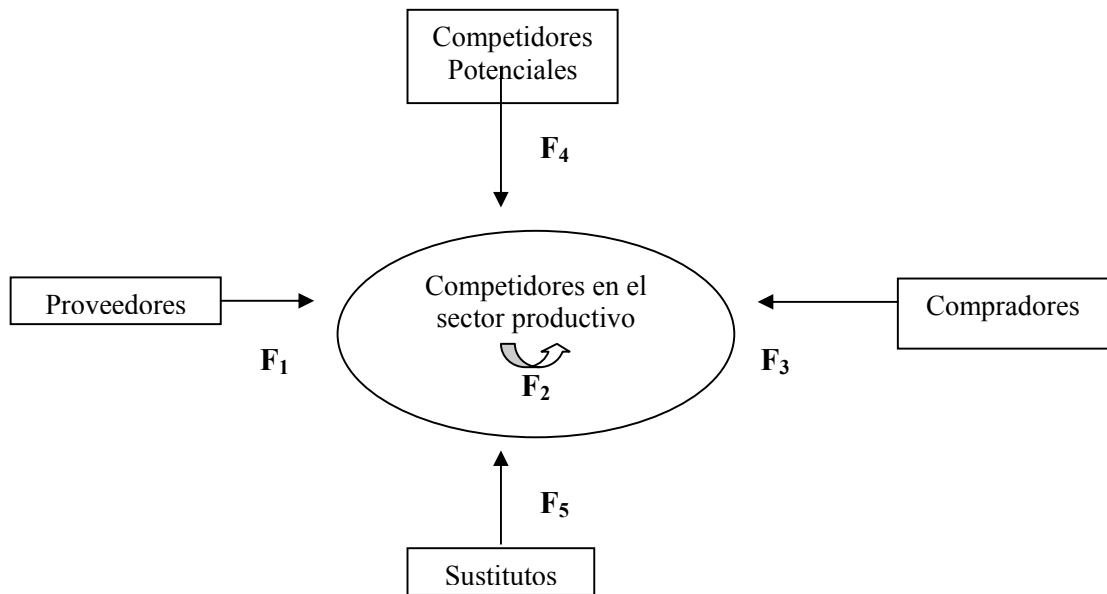 Competidores
Potenciales
F4
Competidores en el
sector productivo
Proveedores
Compradores
F1
F2
F3
F5
Sustitutos